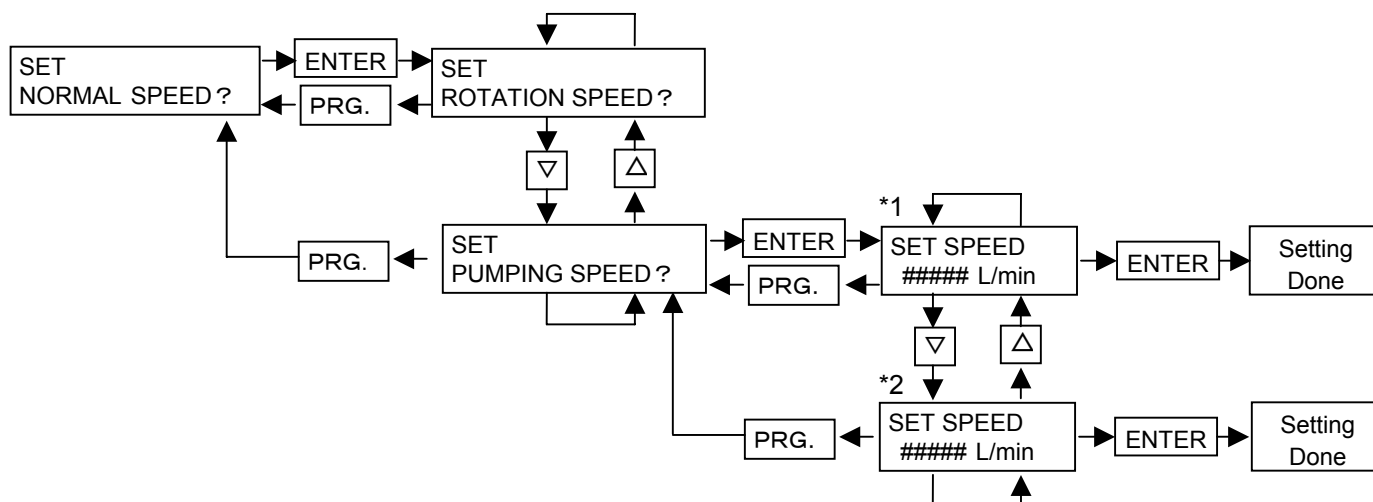 SET
NORMAL SPEED?
ENTER
PRG.
SET
ROTATION SPEED?
▽
△
PRG.
SET
PUMPING SPEED?
ENTER
PRG.
*1
SET SPEED
##### L/min
ENTER
Setting
Done
▽
△
PRG.
*2
SET SPEED
##### L/min
ENTER
Setting
Done